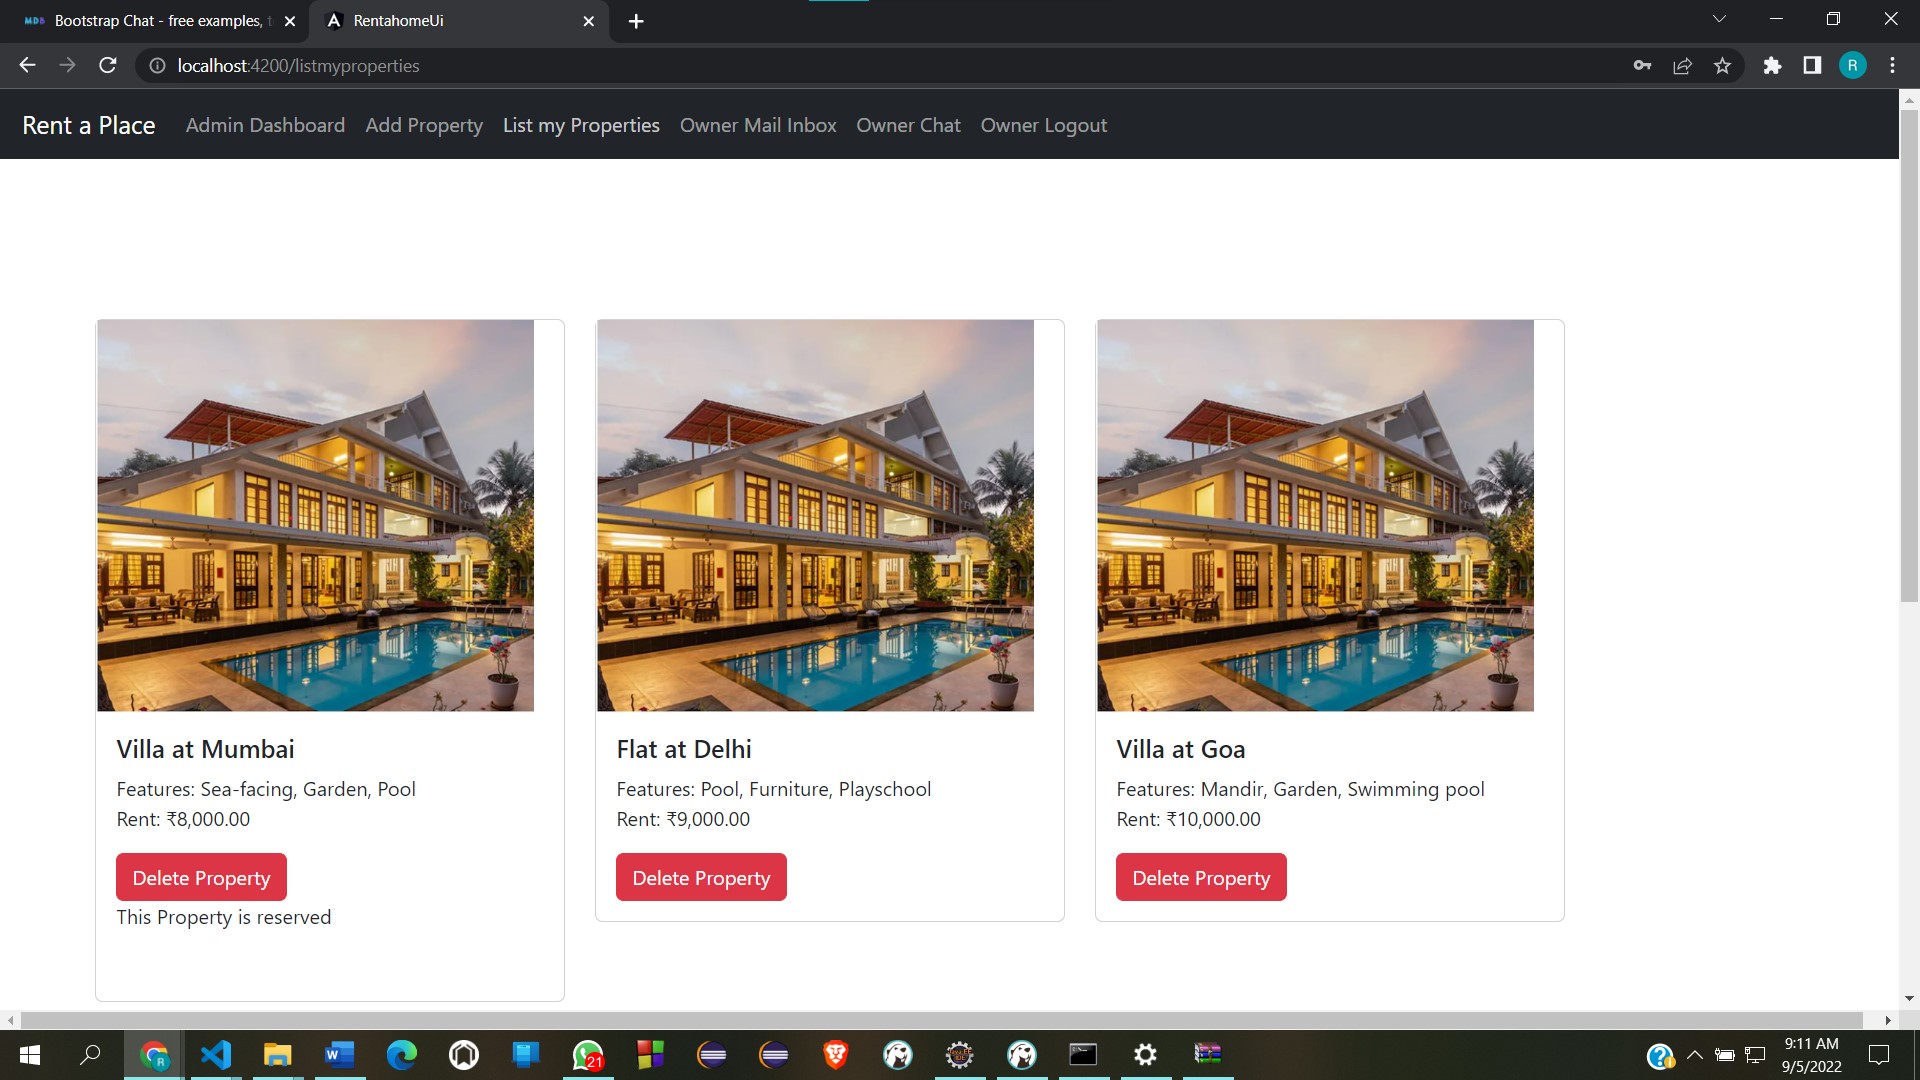 MDB Bootstrap Chat - free examples, t
RentahomeUi
localhost:4200/listmyproperties
R
Rent a Place
Admin Dashboard
Add Property
List my Properties
Owner Mail Inbox
Owner Chat
Owner Logout
Villa at Mumbai
Features: Sea-facing, Garden, Pool
Rent: ₹8,000.00
Delete Property
This Property is reserved
Flat at Delhi
Features: Pool, Furniture, Playschool
Rent: ₹9,000.00
Delete Property
Villa at Goa
Features: Mandir, Garden, Swimming pool
Rent: ₹10,000.00
Delete Property
R
W
21
9:11 AM
9/5/2022